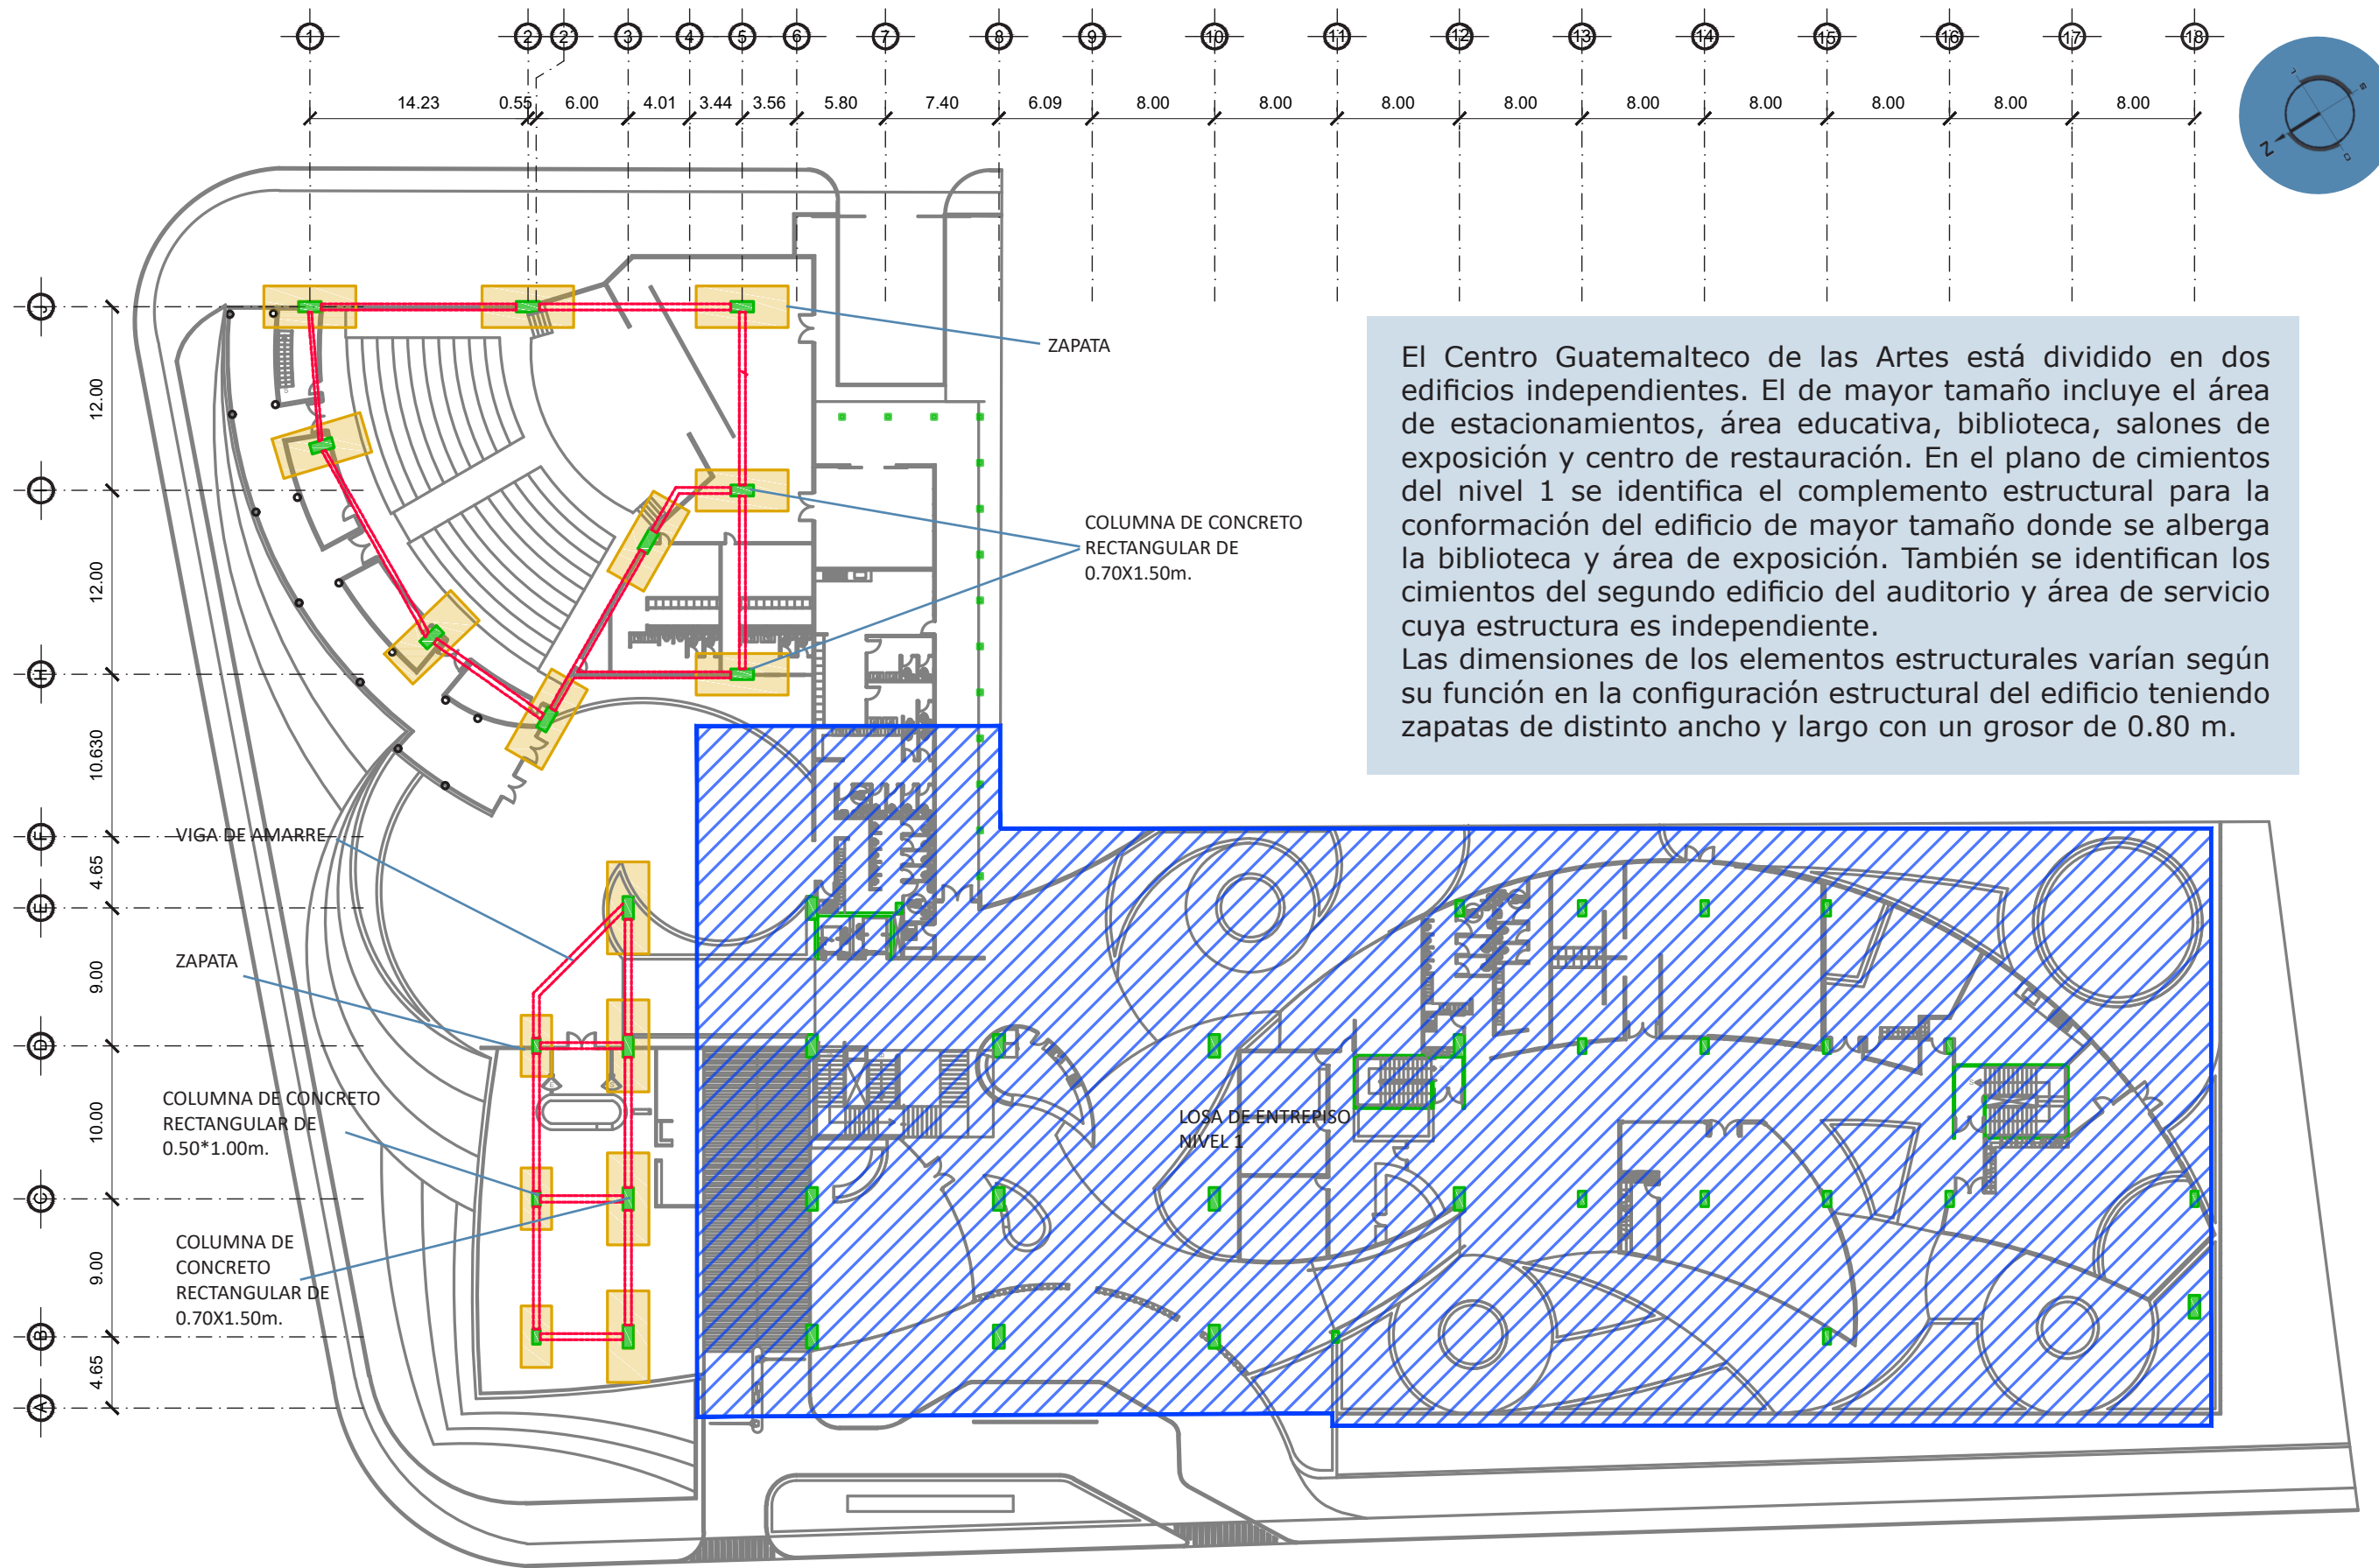 1 2 2' 3 4 5 6 7 8 9 10 11 12 13 14 15 16 17 18
14.23 0.55 6.00 4.01 3.44 3.56 5.80 7.40 6.09 8.00 8.00 8.00 8.00 8.00 8.00 8.00 8.00 8.00
N S O L
J
12.00
I
12.00
H
10.630
F
4.65
E
9.00
D
10.00
C
9.00
B
4.65
A
ZAPATA
COLUMNA DE CONCRETO
RECTANGULAR DE
0.70X1.50m.
El Centro Guatemalteco de las Artes está dividido en dos
edificios independientes. El de mayor tamaño incluye el área
de estacionamientos, área educativa, biblioteca, salones de
exposición y centro de restauración. En el plano de cimientos
del nivel 1 se identifica el complemento estructural para la
conformación del edificio de mayor tamaño donde se alberga
la biblioteca y área de exposición. También se identifican los
cimientos del segundo edificio del auditorio y área de servicio
cuya estructura es independiente.
Las dimensiones de los elementos estructurales varían según
su función en la configuración estructural del edificio teniendo
zapatas de distinto ancho y largo con un grosor de 0.80 m.
VIGA DE AMARRE
ZAPATA
COLUMNA DE CONCRETO
RECTANGULAR DE
0.50*1.00m.
COLUMNA DE
CONCRETO
RECTANGULAR DE
0.70X1.50m.
LOSA DE ENTREPISO
NIVEL 1